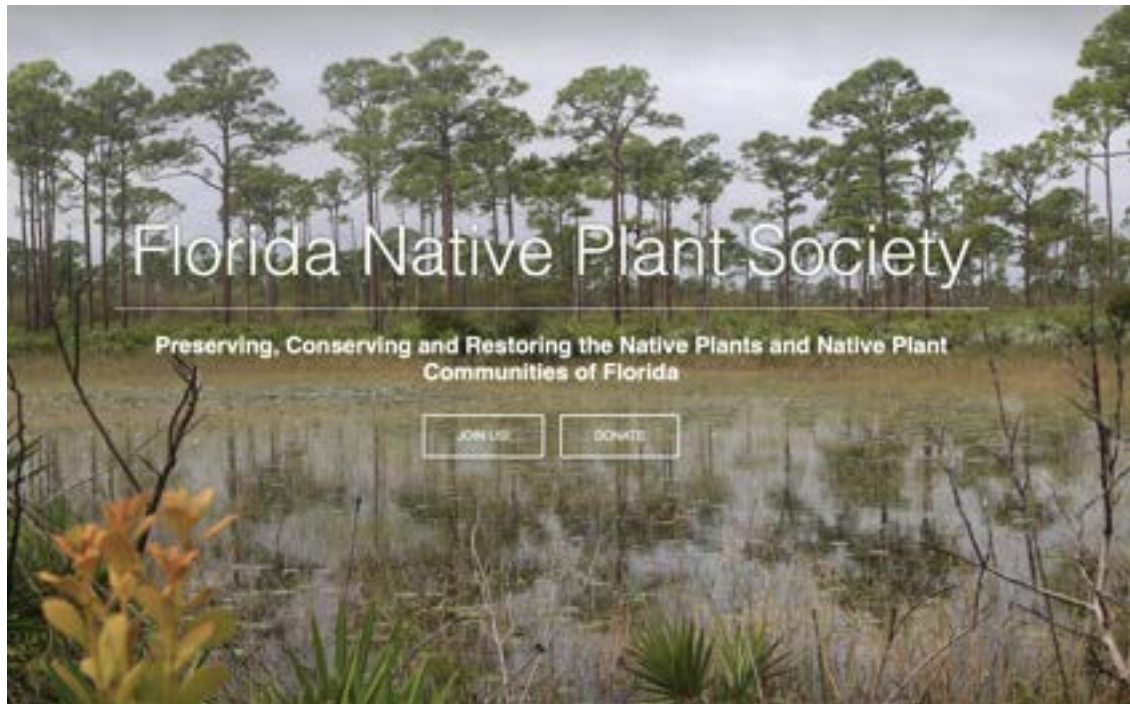 Florida Native Plant Society
Preserving, Conserving and Restoring the Native Plants and Native Plant
Communities of Florida
JOIN US!
DONATE